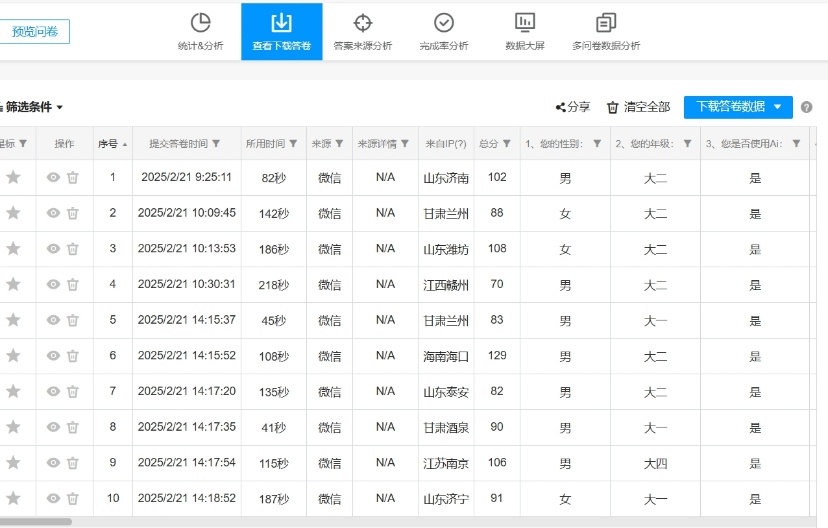 预览问卷
统计&分析 查看下载答卷 答案来源分析 完成率分析 数据大屏 多问卷数据分析
筛选条件 分享 清空全部 下载答卷数据 ?
星标 操作 序号 提交答卷时间 所用时间 来源 来源详情 来自IP(?) 总分 1、您的性别: 2、您的年级: 3、您是否使用Ai:
1 2025/2/21 9:25:11 82秒 微信 N/A 山东济南 102 男 大二 是
2 2025/2/21 10:09:45 142秒 微信 N/A 甘肃兰州 88 女 大二 是
3 2025/2/21 10:13:53 186秒 微信 N/A 山东潍坊 108 女 大二 是
4 2025/2/21 10:30:31 218秒 微信 N/A 江西赣州 70 男 大二 是
5 2025/2/21 14:15:37 45秒 微信 N/A 甘肃兰州 83 男 大一 是
6 2025/2/21 14:15:52 108秒 微信 N/A 海南海口 129 男 大二 是
7 2025/2/21 14:17:20 135秒 微信 N/A 山东泰安 82 男 大二 是
8 2025/2/21 14:17:35 41秒 微信 N/A 甘肃酒泉 90 男 大一 是
9 2025/2/21 14:17:54 115秒 微信 N/A 江苏南京 106 男 大四 是
10 2025/2/21 14:18:52 187秒 微信 N/A 山东济宁 91 女 大一 是